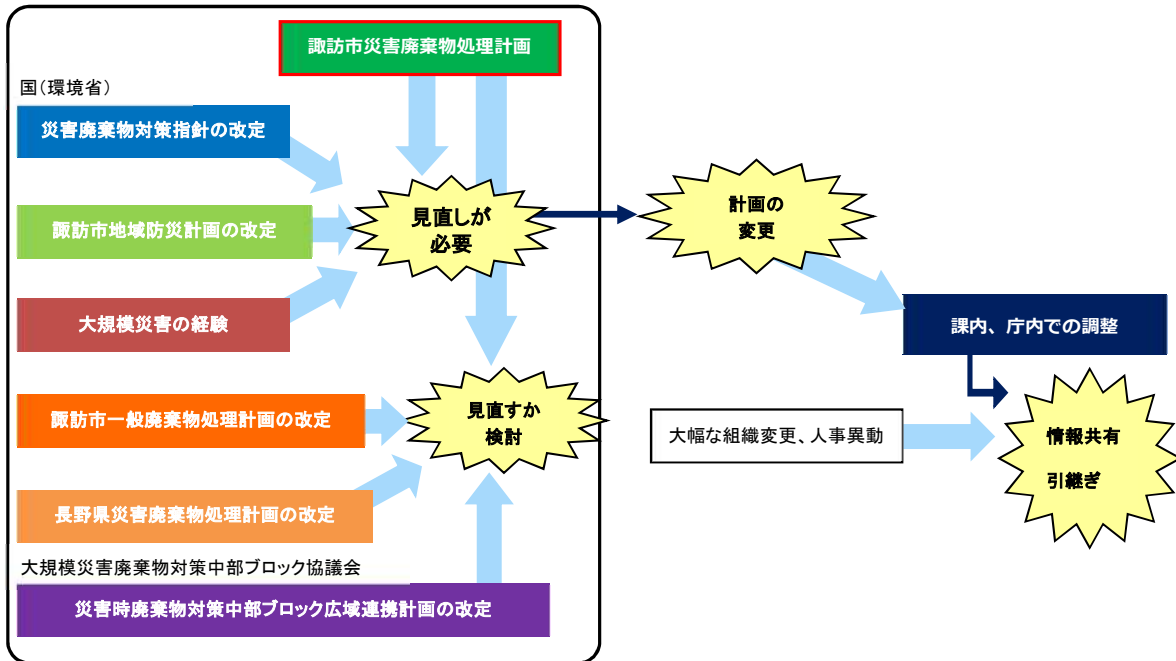 諏訪市災害廃棄物処理計画
国(環境省)
災害廃棄物対策指針の改定
諏訪市地域防災計画の改定
大規模災害の経験
見直しが
必要
計画の
変更
課内、庁内での調整
諏訪市一般廃棄物処理計画の改定
見直すか
検討
大幅な組織変更、人事異動
情報共有
引継ぎ
長野県災害廃棄物処理計画の改定
大規模災害廃棄物対策中部ブロック協議会
災害時廃棄物対策中部ブロック広域連携計画の改定